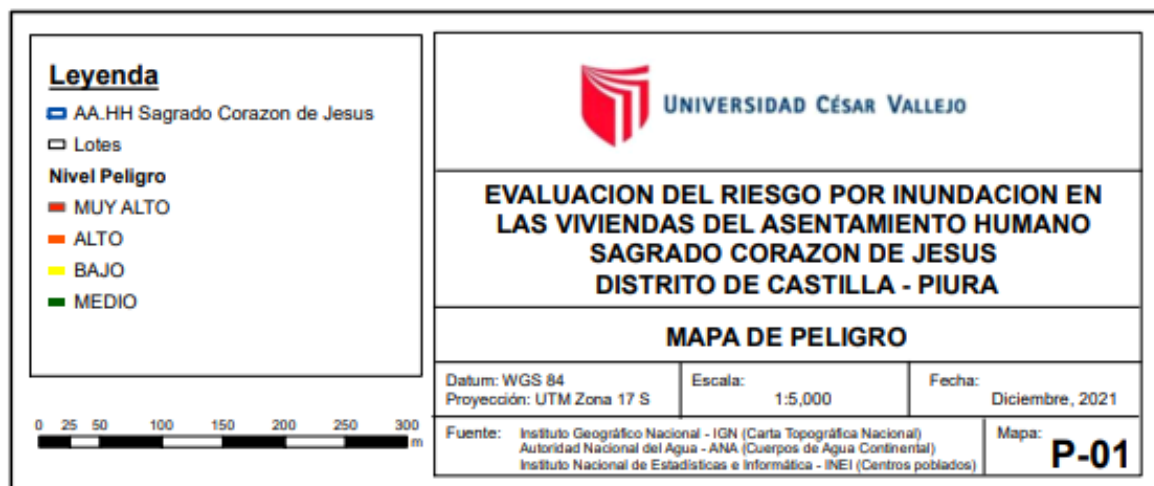 Leyenda
AA.HH Sagrado Corazon de Jesus
Lotes
Nivel Peligro
MUY ALTO
ALTO
BAJO
MEDIO
0 25 50 100 150 200 250 300
m
UNIVERSIDAD CÉSAR VALLEJO
EVALUACION DEL RIESGO POR INUNDACION EN
LAS VIVIENDAS DEL ASENTAMIENTO HUMANO
SAGRADO CORAZON DE JESUS
DISTRITO DE CASTILLA - PIURA
MAPA DE PELIGRO
Datum: WGS 84
Proyección: UTM Zona 17 S
Escala:
1:5,000
Fecha:
Diciembre, 2021
Fuente: Instituto Geográfico Nacional - IGN (Carta Topográfica Nacional)
Autoridad Nacional del Agua - ANA (Cuerpos de Agua Continental)
Instituto Nacional de Estadísticas e Informática - INEI (Centros poblados)
Mapa:
P-01